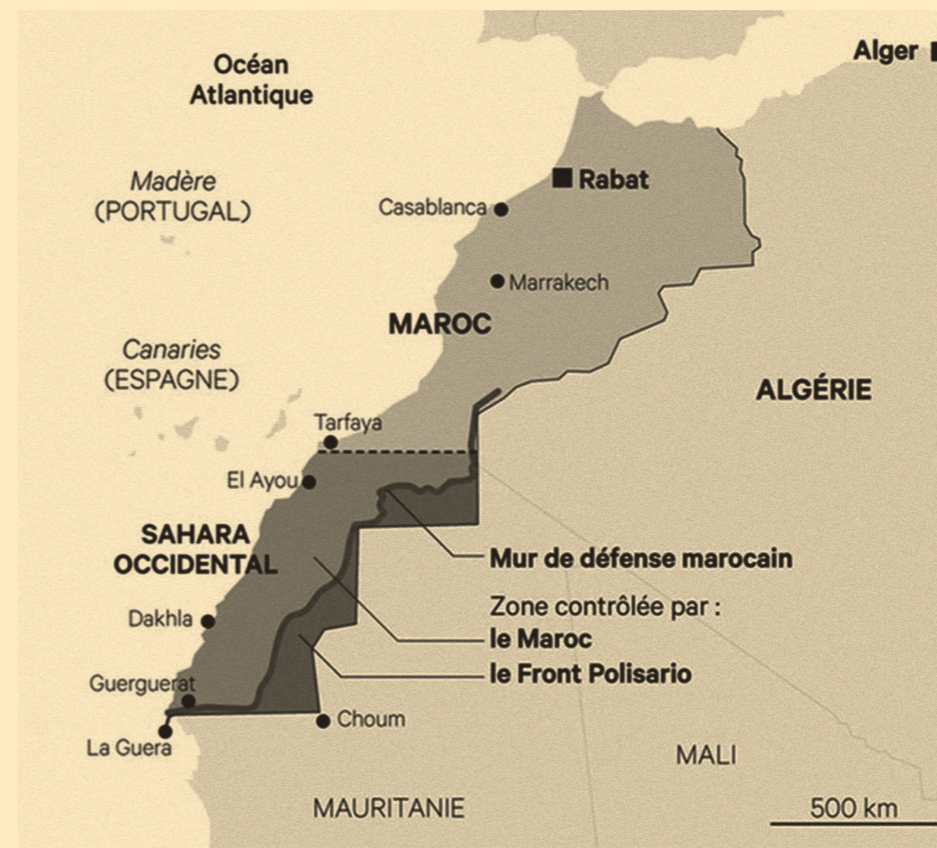 Océan
Atlantique
Alger
Madère
(PORTUGAL)
Rabat
Casablanca
Marrakech
MAROC
Canaries
(ESPAGNE)
ALGÉRIE
Tarfaya
El Ayou
SAHARA
OCCIDENTAL
Mur de défense marocain
Zone contrôlée par :
le Maroc
le Front Polisario
Dakhla
Guerguerat
Choum
La Guera
MALI
MAURITANIE
500 km